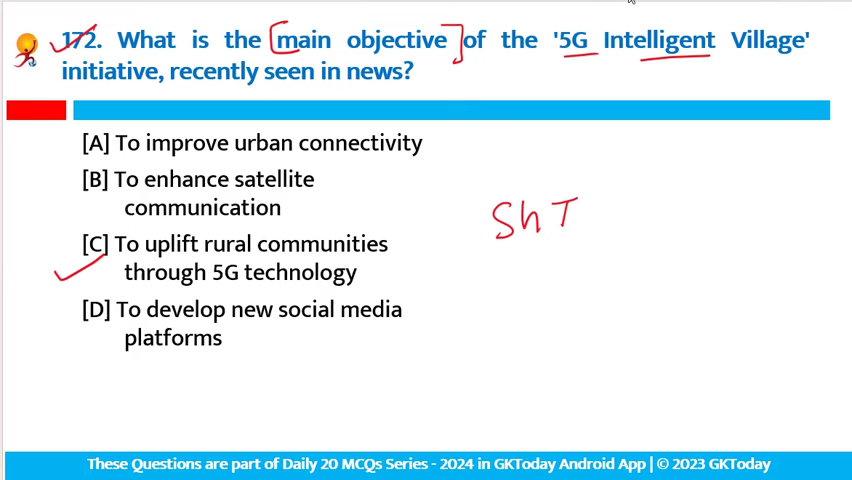 172. What is the main objective of the '5G Intelligent Village'
initiative, recently seen in news?
[A] To improve urban connectivity
[B] To enhance satellite
communication
[C] To uplift rural communities
through 5G technology
[D] To develop new social media
platforms
Sh T
These Questions are part of Daily 20 MCQs Series - 2024 in GKToday Android App | © 2023 GKToday